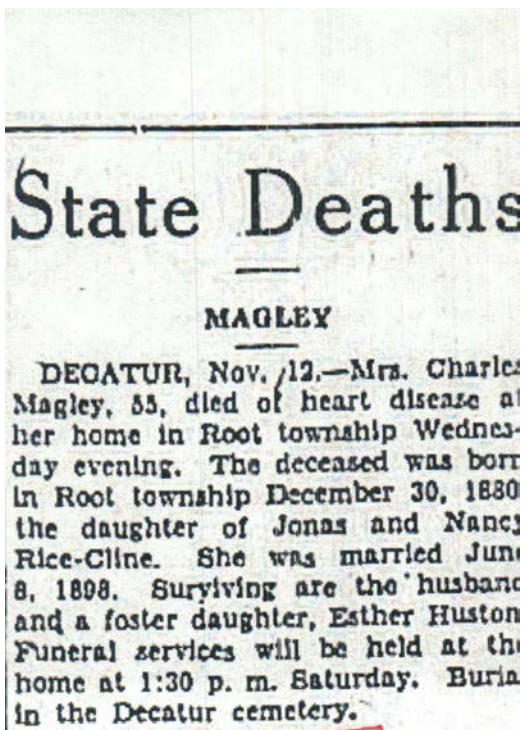 State Deaths
MAGLEY
DECATUR, Nov. 12.—Mrs. Charles
Magley, 55, died of heart disease at
her home in Root township Wednes-
day evening. The deceased was born
in Root township December 30, 1880
the daughter of Jonas and Nancy
Rice-Cline. She was married June
8, 1898. Surviving are the husband
and a foster daughter, Esther Huston
Funeral services will be held at the
home at 1:30 p. m. Saturday. Buria
in the Decatur cemetery.